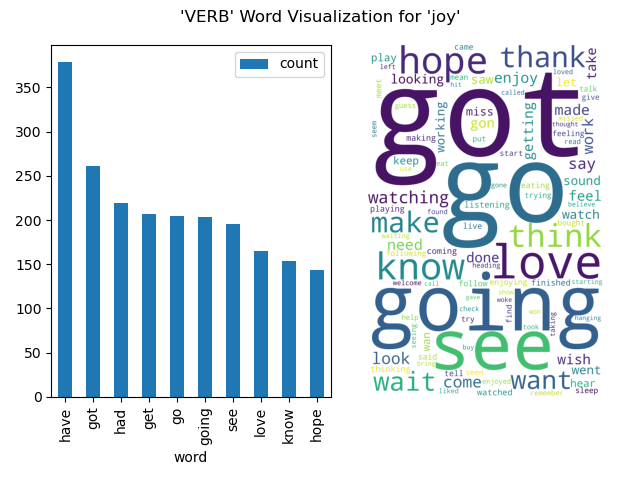 'VERB' Word Visualization for 'joy'
count
350
300
250
200
150
100
50
0
have
got
had
get
go
going
see
love
know
hope
word
came
play
left
hope
thank
take
looking
mean
saw
enjoy
loved
let
hit
called
talk
give
meet
got
guess
miss
made
working
gon
getting
missed
thought
work
seem
put
feeling
making
read
start
say
keep
use
eat
go
gone
eating
sound
trying
watching
feel
listening
believe
playing
found
bought
watch
make
live
think
waiting
need
coming
done
following
know
heading
love
welcome
call
follow
enjoying
finished
starting
gave
show
woke
going
check
find
won
help
try
took
taking
hanging
seeing
wan
see
buy
look
said
wish
thinking
bring
tell
seen
went
wait
come
enjoyed
want
hear
liked
watched
remember
sleep